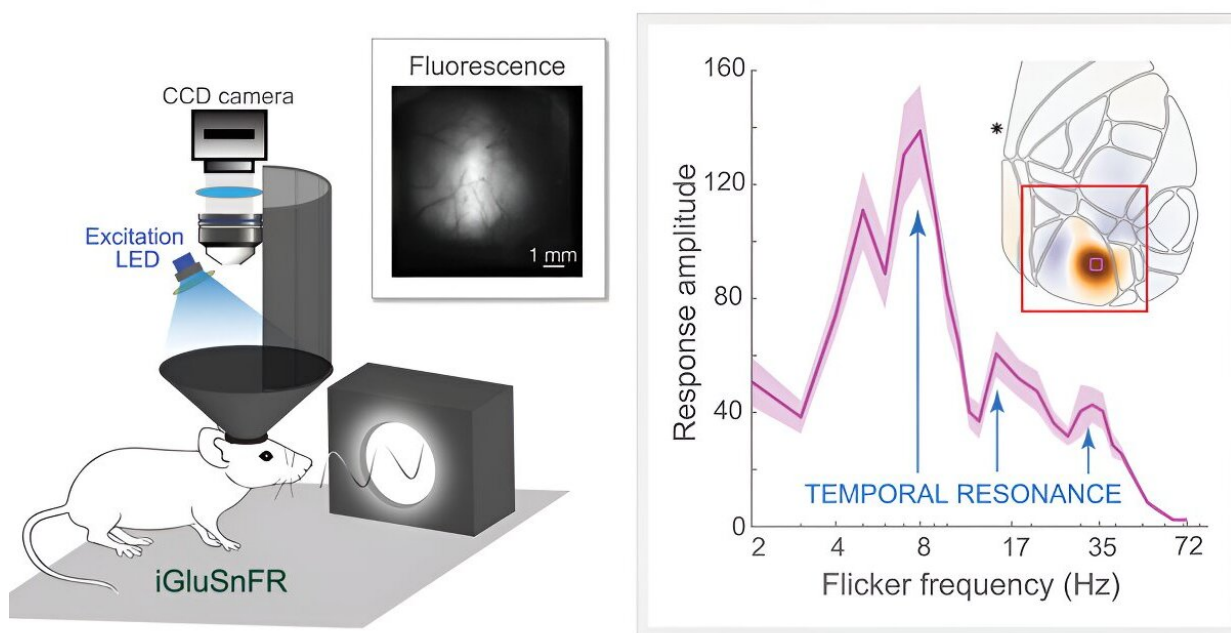 CCD camera
Excitation
LED
Fluorescence
1 mm
iGluSnFR
Response amplitude
160
120
80
40
0
*
TEMPORAL RESONANCE
2
4
8
17
35
72
Flicker frequency (Hz)